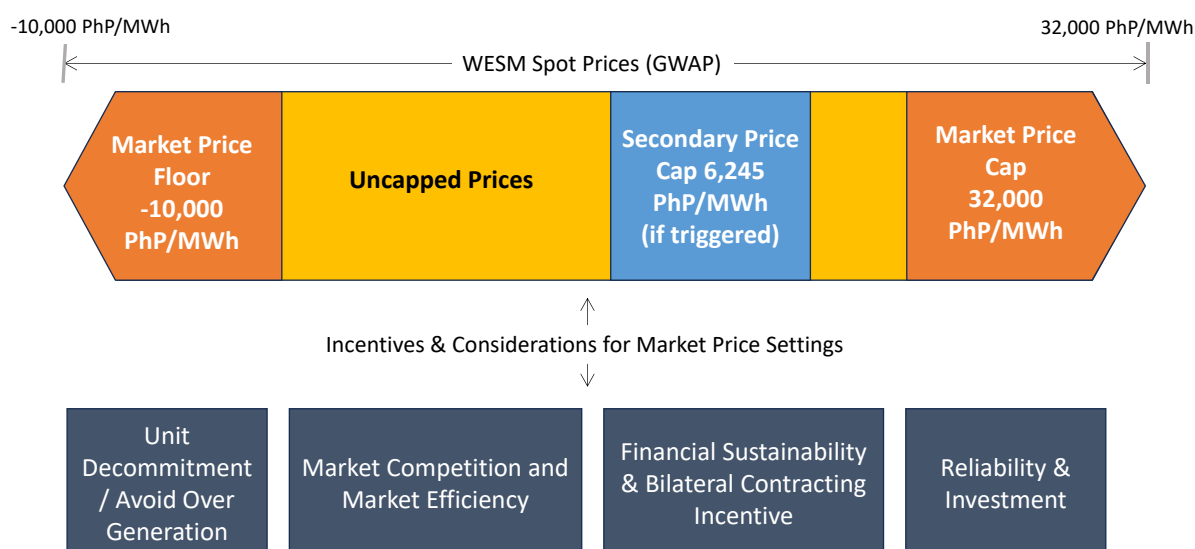 -10,000 PhP/MWh
32,000 PhP/MWh
WESM Spot Prices (GWAP)
Market Price
Floor
-10,000
PhP/MWh
Uncapped Prices
Secondary Price
Cap 6,245
PhP/MWh
(if triggered)
Market Price
Cap
32,000
PhP/MWh
Incentives & Considerations for Market Price Settings
Unit
Decommitment
/ Avoid Over
Generation
Market Competition and
Market Efficiency
Financial Sustainability
& Bilateral Contracting
Incentive
Reliability &
Investment